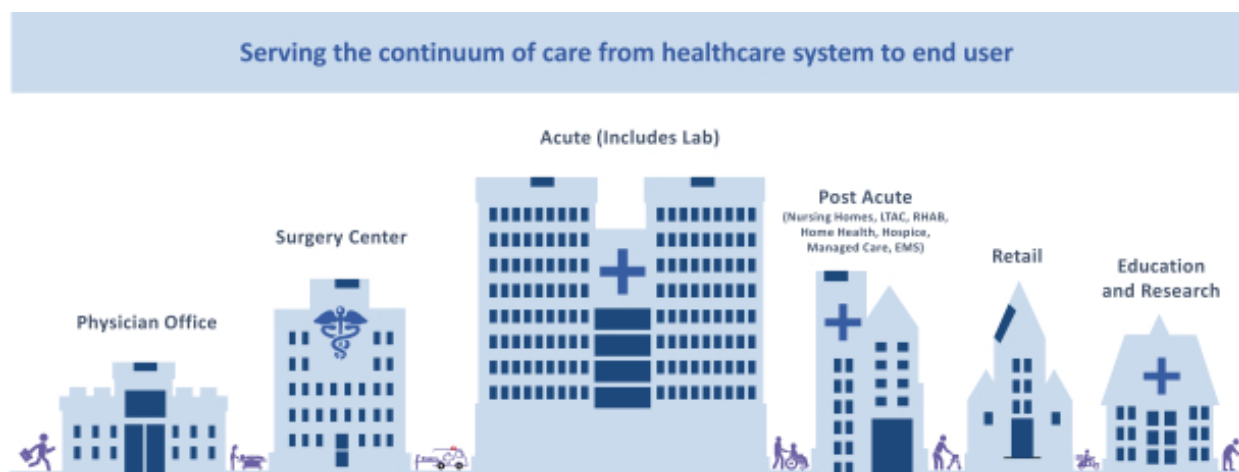 Serving the continuum of care from healthcare system to end user
Acute (Includes Lab)
Post Acute
(Nursing Homes, LTAC, RHAB,
Home Health, Hospice,
Managed Care, EMS)
Surgery Center
Retail
Education
and Research
Physician Office